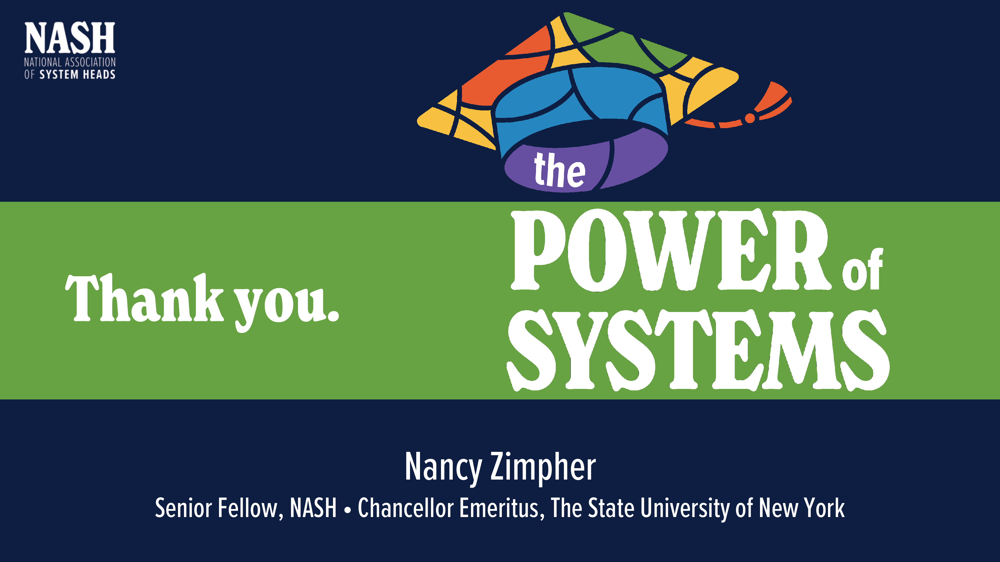 NASH
NATIONAL ASSOCIATION
OF SYSTEM HEADS
the
POWER of
SYSTEMS
Thank you.
Nancy Zimpher
Senior Fellow, NASH • Chancellor Emeritus, The State University of New York